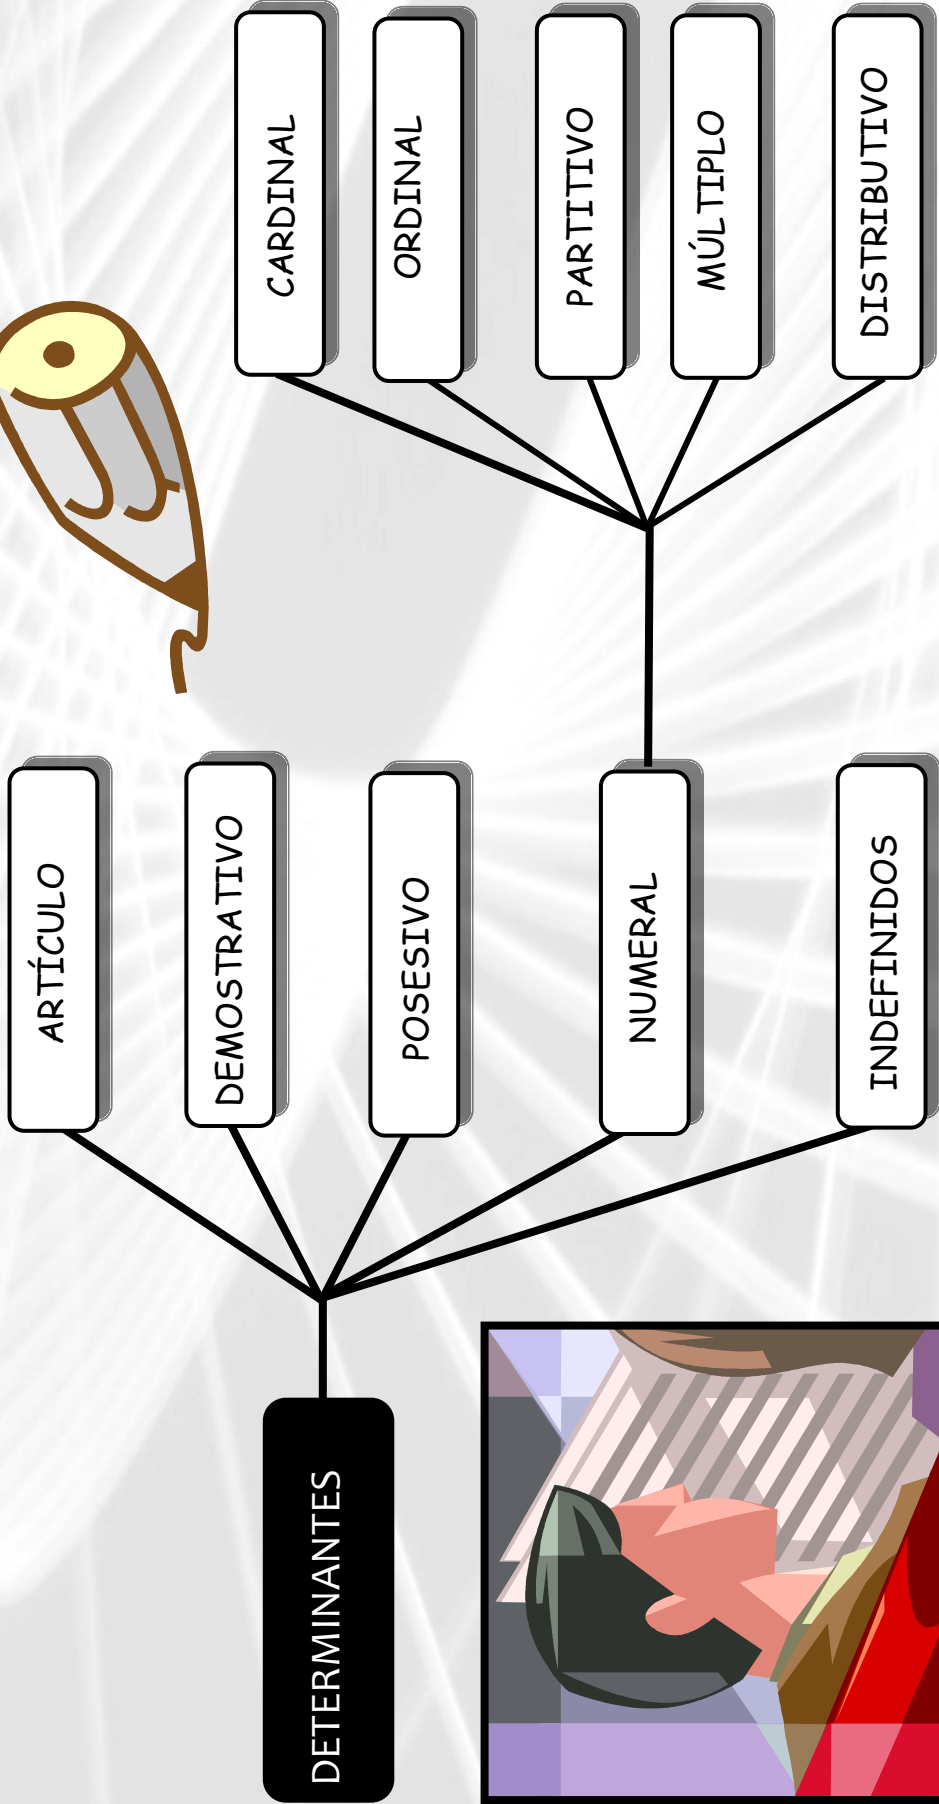 DETERMINANTES
ARTÍCULO
DEMOSTRATIVO
POSESIVO
NUMERAL
INDEFINIDOS
CARDINAL
ORDINAL
PARTITIVO
MÚLTIPLO
DISTRIBUTIVO